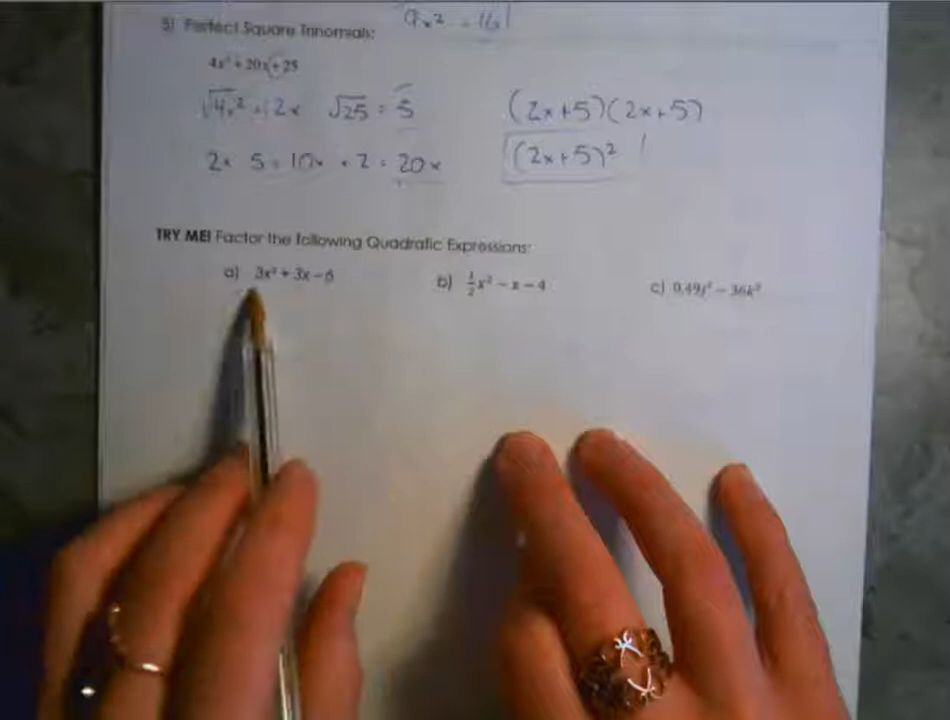 9x² - 16
5) Perfect Square Trinomials:
4x² + 20x + 25
√4x² = 2x √25 = 5 (2x+5)(2x+5)
2x 5 = 10x × 2 = 20x (2x+5)²
TRY ME! Factor the following Quadratic Expressions:
a) 3x² + 3x − 6 b) ½x² − x − 4 c) 0.49j² − 36k²